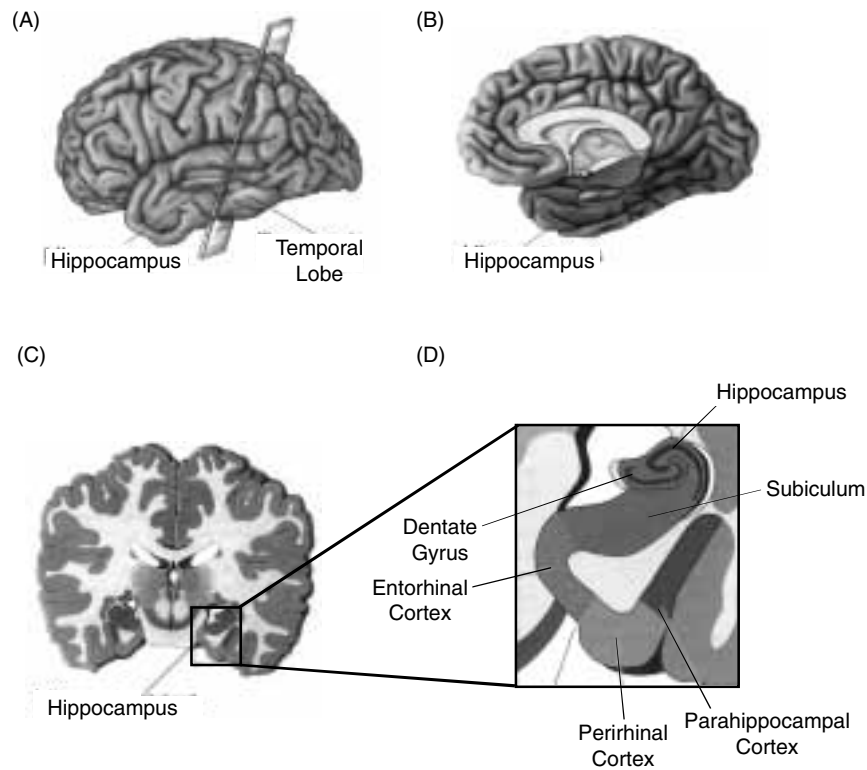 (A)
(B)
Hippocampus
Temporal
Lobe
Hippocampus
(C)
(D)
Hippocampus
Subiculum
Dentate
Gyrus
Entorhinal
Cortex
Hippocampus
Perirhinal
Cortex
Parahippocampal
Cortex